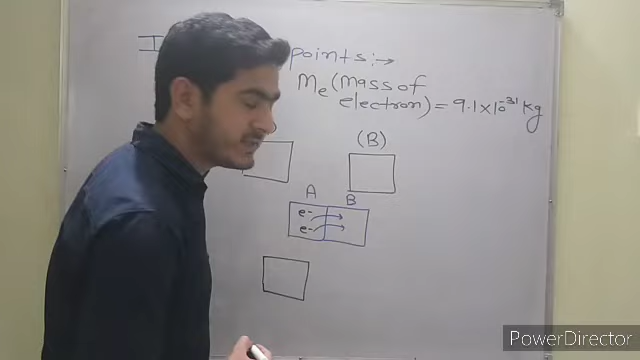 points:→
Me (mass of
electron) = 9.1×10⁻³¹ kg
(B)
A B
e-
e-
PowerDirector